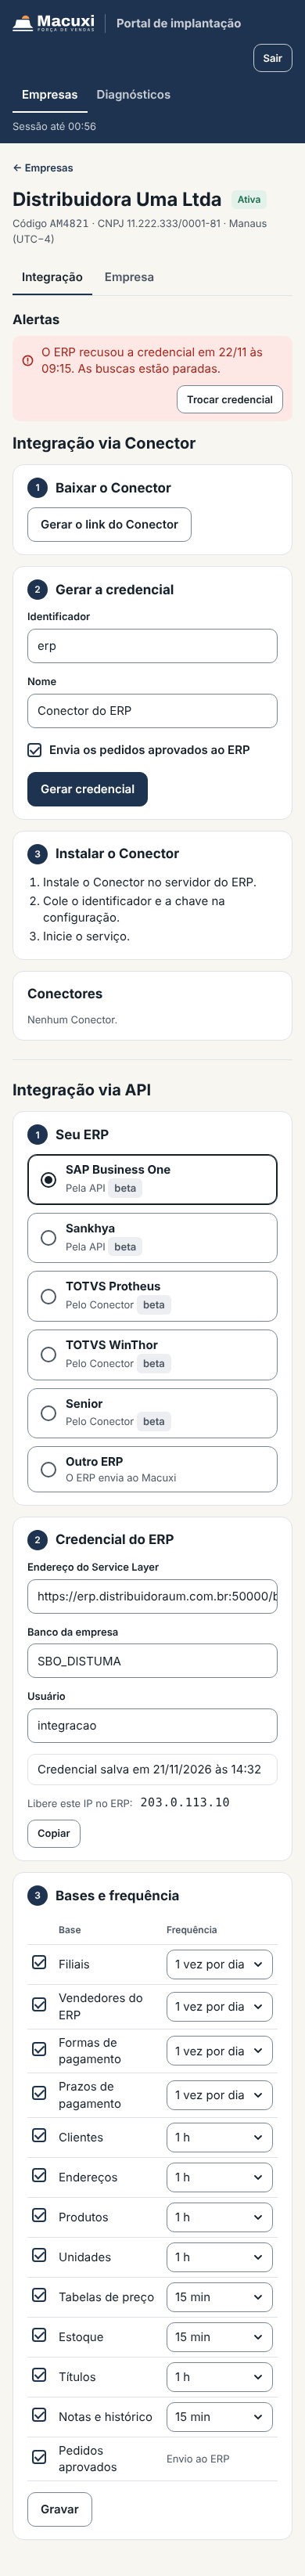 Macuxi
FORÇA DE VENDAS
Portal de implantação
Sair
Empresas
Diagnósticos
Sessão até 00:56
← Empresas
Distribuidora Uma Ltda
Ativa
Código AM4821 · CNPJ 11.222.333/0001-81 · Manaus
(UTC−4)
Integração
Empresa
Alertas
O ERP recusou a credencial em 22/11 às
09:15. As buscas estão paradas.
Trocar credencial
Integração via Conector
1 Baixar o Conector
Gerar o link do Conector
2 Gerar a credencial
Identificador
erp
Nome
Conector do ERP
Envia os pedidos aprovados ao ERP
Gerar credencial
3 Instalar o Conector
1. Instale o Conector no servidor do ERP.
2. Cole o identificador e a chave na
configuração.
3. Inicie o serviço.
Conectores
Nenhum Conector.
Integração via API
1 Seu ERP
SAP Business One
Pela API beta
Sankhya
Pela API beta
TOTVS Protheus
Pelo Conector beta
TOTVS WinThor
Pelo Conector beta
Senior
Pelo Conector beta
Outro ERP
O ERP envia ao Macuxi
2 Credencial do ERP
Endereço do Service Layer
https://erp.distribuidoraum.com.br:50000/b
Banco da empresa
SBO_DISTUMA
Usuário
integracao
Credencial salva em 21/11/2026 às 14:32
Libere este IP no ERP: 203.0.113.10
Copiar
3 Bases e frequência
Base Frequência
Filiais 1 vez por dia
Vendedores do
ERP 1 vez por dia
Formas de
pagamento 1 vez por dia
Prazos de
pagamento 1 vez por dia
Clientes 1 h
Endereços 1 h
Produtos 1 h
Unidades 1 h
Tabelas de preço 15 min
Estoque 15 min
Títulos 1 h
Notas e histórico 15 min
Pedidos
aprovados Envio ao ERP
Gravar